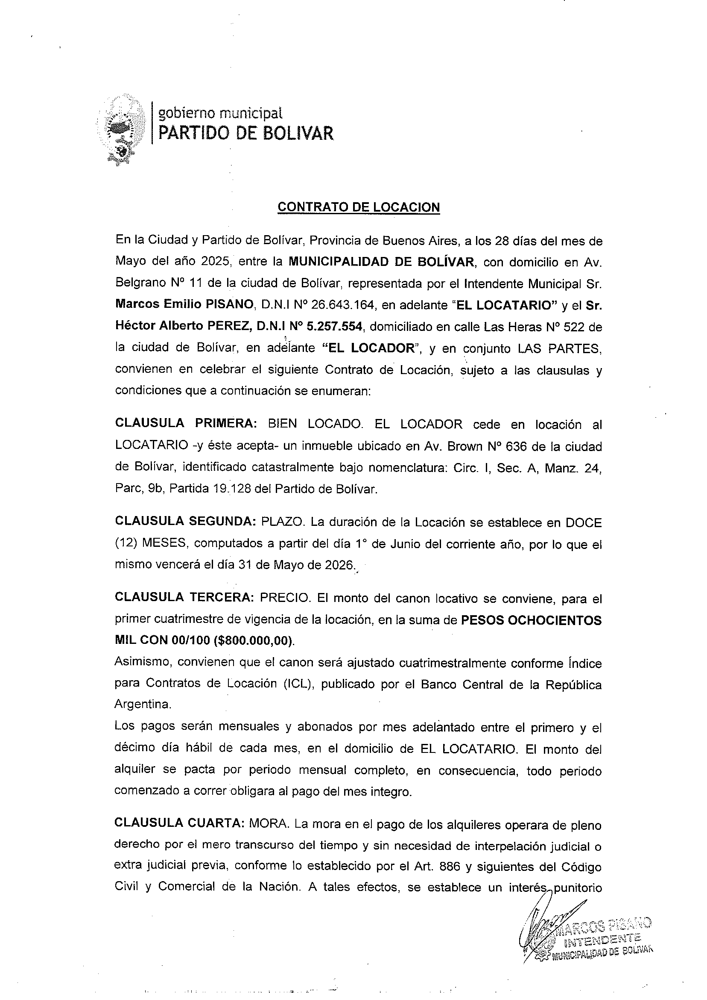 gobierno municipal
PARTIDO DE BOLIVAR
CONTRATO DE LOCACION
En la Ciudad y Partido de Bolívar, Provincia de Buenos Aires, a los 28 días del mes de
Mayo del año 2025, entre la MUNICIPALIDAD DE BOLÍVAR, con domicilio en Av.
Belgrano Nº 11 de la ciudad de Bolívar, representada por el Intendente Municipal Sr.
Marcos Emilio PISANO, D.N.I Nº 26.643.164, en adelante “EL LOCATARIO” y el Sr.
Héctor Alberto PEREZ, D.N.I Nº 5.257.554, domiciliado en calle Las Heras Nº 522 de
la ciudad de Bolívar, en adelante “EL LOCADOR”, y en conjunto LAS PARTES,
convienen en celebrar el siguiente Contrato de Locación, sujeto a las clausulas y
condiciones que a continuación se enumeran:
CLAUSULA PRIMERA: BIEN LOCADO. EL LOCADOR cede en locación al
LOCATARIO -y éste acepta- un inmueble ubicado en Av. Brown Nº 636 de la ciudad
de Bolívar, identificado catastralmente bajo nomenclatura: Circ. I, Sec. A, Manz. 24,
Parc, 9b, Partida 19.128 del Partido de Bolívar.
CLAUSULA SEGUNDA: PLAZO. La duración de la Locación se establece en DOCE
(12) MESES, computados a partir del día 1° de Junio del corriente año, por lo que el
mismo vencerá el día 31 de Mayo de 2026.
CLAUSULA TERCERA: PRECIO. El monto del canon locativo se conviene, para el
primer cuatrimestre de vigencia de la locación, en la suma de PESOS OCHOCIENTOS
MIL CON 00/100 ($800.000,00).
Asimismo, convienen que el canon será ajustado cuatrimestralmente conforme Índice
para Contratos de Locación (ICL), publicado por el Banco Central de la República
Argentina.
Los pagos serán mensuales y abonados por mes adelantado entre el primero y el
décimo día hábil de cada mes, en el domicilio de EL LOCATARIO. El monto del
alquiler se pacta por periodo mensual completo, en consecuencia, todo periodo
comenzado a correr obligara al pago del mes integro.
CLAUSULA CUARTA: MORA. La mora en el pago de los alquileres operara de pleno
derecho por el mero transcurso del tiempo y sin necesidad de interpelación judicial o
extra judicial previa, conforme lo establecido por el Art. 886 y siguientes del Código
Civil y Comercial de la Nación. A tales efectos, se establece un interés punitorio
MARCOS PISANO
INTENDENTE
MUNICIPALIDAD DE BOLIVAR